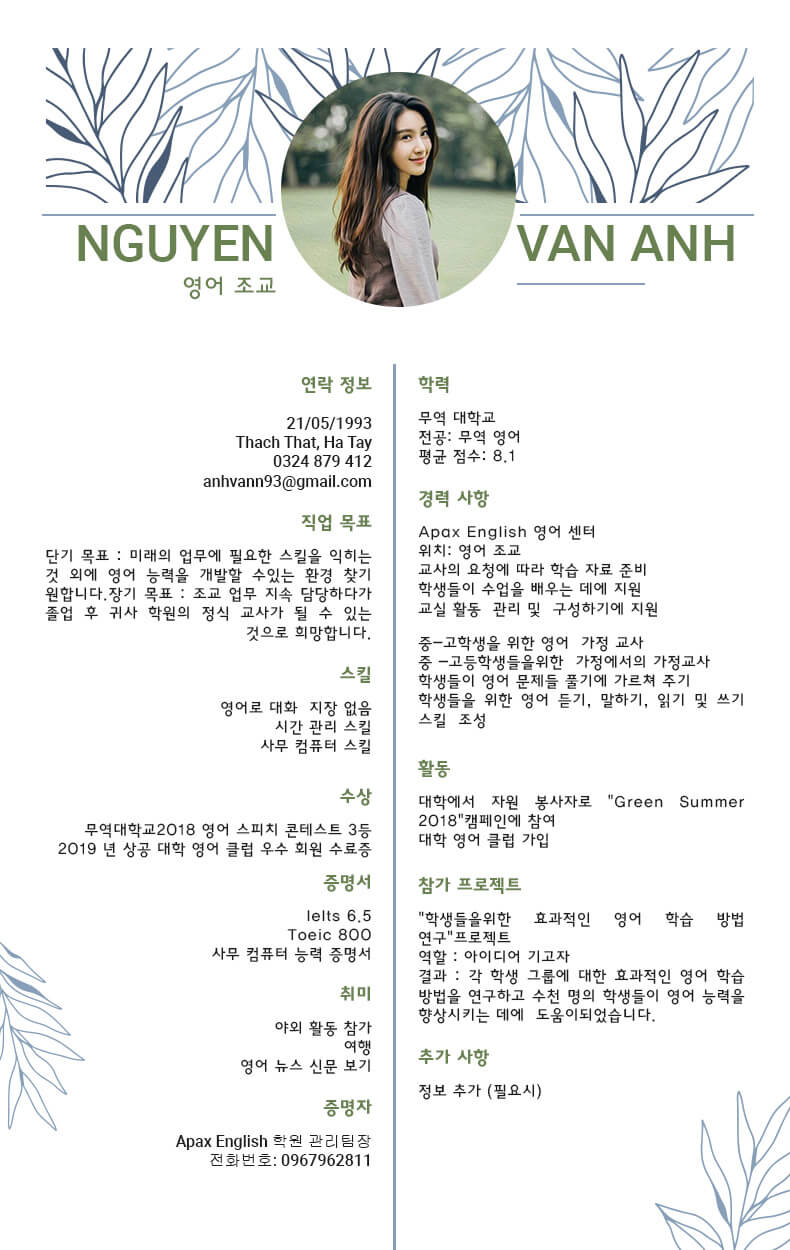 NGUYEN VAN ANH
영어 조교
연락 정보
21/05/1993
Thach That, Ha Tay
0324 879 412
anhvann93@gmail.com
직업 목표
단기 목표 : 미래의 업무에 필요한 스킬을 익히는
것 외에 영어 능력을 개발할 수있는 환경 찾기
원합니다.장기 목표 : 조교 업무 지속 담당하다가
졸업 후 귀사 학원의 정식 교사가 될 수 있는
것으로 희망합니다.
스킬
영어로 대화 지장 없음
시간 관리 스킬
사무 컴퓨터 스킬
수상
무역대학교2018 영어 스피치 콘테스트 3등
2019 년 상공 대학 영어 클럽 우수 회원 수료증
증명서
Ielts 6.5
Toeic 800
사무 컴퓨터 능력 증명서
취미
야외 활동 참가
여행
영어 뉴스 신문 보기
증명자
Apax English 학원 관리팀장
전화번호: 0967962811
학력
무역 대학교
전공: 무역 영어
평균 점수: 8.1
경력 사항
Apax English 영어 센터
위치: 영어 조교
교사의 요청에 따라 학습 자료 준비
학생들이 수업을 배우는 데에 지원
교실 활동 관리 및 구성하기에 지원
중-고학생을 위한 영어 가정 교사
중 -고등학생들을위한 가정에서의 가정교사
학생들이 영어 문제들 풀기에 가르쳐 주기
학생들을 위한 영어 듣기, 말하기, 읽기 및 쓰기
스킬 조성
활동
대학에서 자원 봉사자로 "Green Summer
2018"캠페인에 참여
대학 영어 클럽 가입
참가 프로젝트
"학생들을위한 효과적인 영어 학습 방법
연구"프로젝트
역할 : 아이디어 기고자
결과 : 각 학생 그룹에 대한 효과적인 영어 학습
방법을 연구하고 수천 명의 학생들이 영어 능력을
향상시키는 데에 도움이되었습니다.
추가 사항
정보 추가 (필요시)